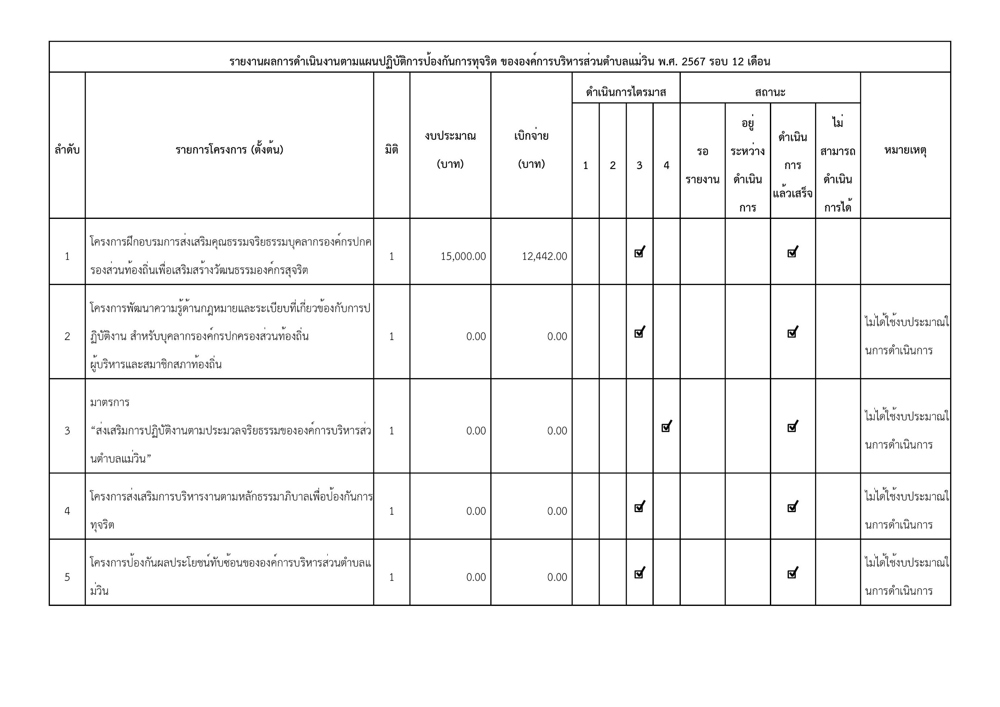 รายงานผลการดำเนินงานตามแผนปฏิบัติการป้องกันการทุจริต ขององค์การบริหารส่วนตำบลแม่วิน พ.ศ. 2567 รอบ 12 เดือน
ลำดับ
รายการโครงการ (ตั้งต้น)
มิติ
งบประมาณ
(บาท)
เบิกจ่าย
(บาท)
ดำเนินการไตรมาส
1 2 3 4
สถานะ
รอ
รายงาน
อยู่
ระหว่าง
ดำเนิน
การ
ดำเนิน
การ
แล้วเสร็จ
ไม่
สามารถ
ดำเนิน
การได้
หมายเหตุ
1
โครงการฝึกอบรมการส่งเสริมคุณธรรมจริยธรรมบุคลากรองค์กรปกค
รองส่วนท้องถิ่นเพื่อเสริมสร้างวัฒนธรรมองค์กรสุจริต
1 15,000.00 12,442.00 ☑ ☑
2
โครงการพัฒนาความรู้ด้านกฎหมายและระเบียบที่เกี่ยวข้องกับการป
ฏิบัติงาน สำหรับบุคลากรองค์กรปกครองส่วนท้องถิ่น
ผู้บริหารและสมาชิกสภาท้องถิ่น
1 0.00 0.00 ☑ ☑
ไม่ได้ใช้งบประมาณใ
นการดำเนินการ
3
มาตรการ
“ส่งเสริมการปฏิบัติงานตามประมวลจริยธรรมขององค์การบริหารส่ว
นตำบลแม่วิน”
1 0.00 0.00 ☑ ☑
ไม่ได้ใช้งบประมาณใ
นการดำเนินการ
4
โครงการส่งเสริมการบริหารงานตามหลักธรรมาภิบาลเพื่อป้องกันการ
ทุจริต
1 0.00 0.00 ☑ ☑
ไม่ได้ใช้งบประมาณใ
นการดำเนินการ
5
โครงการป้องกันผลประโยชน์ทับซ้อนขององค์การบริหารส่วนตำบลแ
ม่วิน
1 0.00 0.00 ☑ ☑
ไม่ได้ใช้งบประมาณใ
นการดำเนินการ